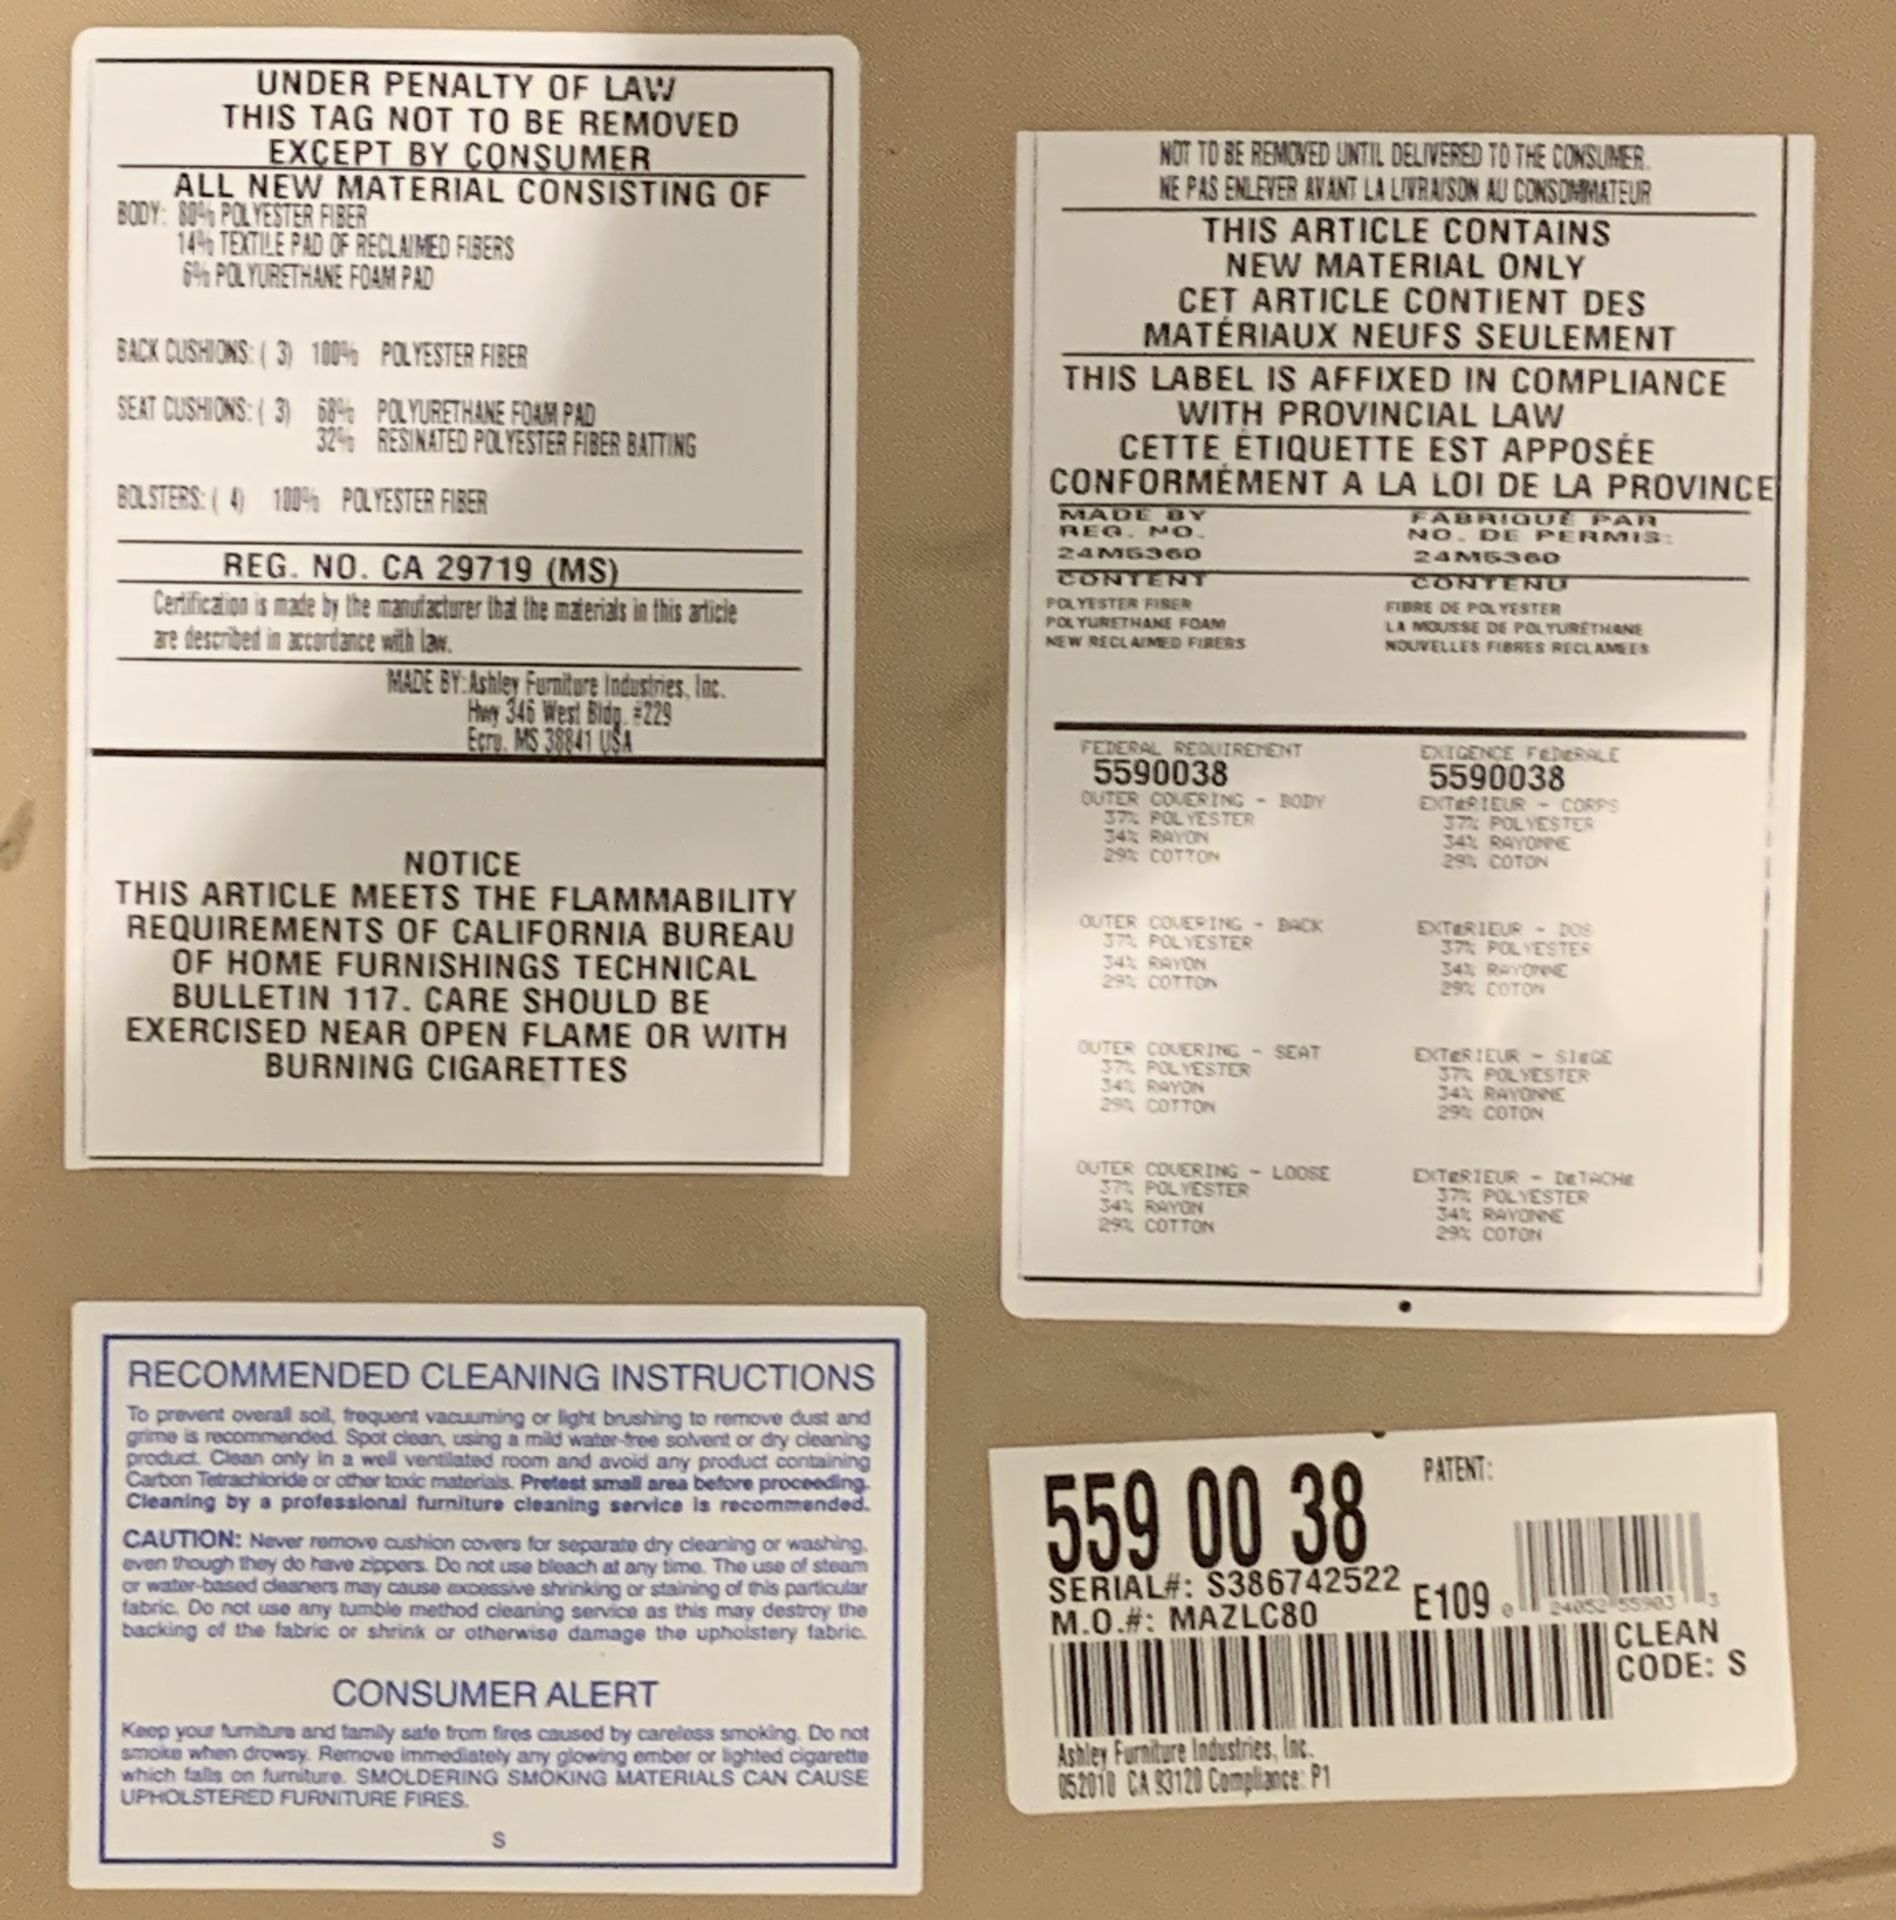 UNDER PENALTY OF LAW
THIS TAG NOT TO BE REMOVED
EXCEPT BY CONSUMER
ALL NEW MATERIAL CONSISTING OF
BODY: 80% POLYESTER FIBER
14% TEXTILE PAD OF RECLAIMED FIBERS
6% POLYURETHANE FOAM PAD
BACK CUSHIONS: ( 3) 100% POLYESTER FIBER
SEAT CUSHIONS: ( 3) 68% POLYURETHANE FOAM PAD
32% RESINATED POLYESTER FIBER BATTING
BOLSTERS: ( 4) 100% POLYESTER FIBER
REG. NO. CA 29719 (MS)
Certification is made by the manufacturer that the materials in this article
are described in accordance with law.
MADE BY: Ashley Furniture Industries, Inc.
Hwy 346 West Bldg. #229
Ecru, MS 38841 USA
NOTICE
THIS ARTICLE MEETS THE FLAMMABILITY
REQUIREMENTS OF CALIFORNIA BUREAU
OF HOME FURNISHINGS TECHNICAL
BULLETIN 117. CARE SHOULD BE
EXERCISED NEAR OPEN FLAME OR WITH
BURNING CIGARETTES
NOT TO BE REMOVED UNTIL DELIVERED TO THE CONSUMER.
NE PAS ENLEVER AVANT LA LIVRAISON AU CONSOMMATEUR
THIS ARTICLE CONTAINS
NEW MATERIAL ONLY
CET ARTICLE CONTIENT DES
MATÉRIAUX NEUFS SEULEMENT
THIS LABEL IS AFFIXED IN COMPLIANCE
WITH PROVINCIAL LAW
CETTE ÉTIQUETTE EST APPOSÉE
CONFORMÉMENT A LA LOI DE LA PROVINCE
MADE BY FABRIQUÉ PAR
REG. NO. NO. DE PERMIS:
24M5360 24M5360
CONTENT CONTENU
POLYESTER FIBER FIBRE DE POLYESTER
POLYURETHANE FOAM LA MOUSSE DE POLYURÉTHANE
NEW RECLAIMED FIBERS NOUVELLES FIBRES RECLAMEES
FEDERAL REQUIREMENT EXIGENCE FéDéRALE
5590038 5590038
OUTER COVERING - BODY EXTéRIEUR - CORPS
37% POLYESTER 37% POLYESTER
34% RAYON 34% RAYONNE
29% COTTON 29% COTON
OUTER COVERING - BACK EXTéRIEUR - DOS
37% POLYESTER 37% POLYESTER
34% RAYON 34% RAYONNE
29% COTTON 29% COTON
OUTER COVERING - SEAT EXTéRIEUR - SIéGE
37% POLYESTER 37% POLYESTER
34% RAYON 34% RAYONNE
29% COTTON 29% COTON
OUTER COVERING - LOOSE EXTéRIEUR - DéTACHé
37% POLYESTER 37% POLYESTER
34% RAYON 34% RAYONNE
29% COTTON 29% COTON
RECOMMENDED CLEANING INSTRUCTIONS
To prevent overall soil, frequent vacuuming or light brushing to remove dust and
grime is recommended. Spot clean, using a mild water-free solvent or dry cleaning
product. Clean only in a well ventilated room and avoid any product containing
Carbon Tetrachloride or other toxic materials. Pretest small area before proceeding.
Cleaning by a professional furniture cleaning service is recommended.
CAUTION: Never remove cushion covers for separate dry cleaning or washing,
even though they do have zippers. Do not use bleach at any time. The use of steam
or water-based cleaners may cause excessive shrinking or staining of this particular
fabric. Do not use any tumble method cleaning service as this may destroy the
backing of the fabric or shrink or otherwise damage the upholstery fabric.
CONSUMER ALERT
Keep your furniture and family safe from fires caused by careless smoking. Do not
smoke when drowsy. Remove immediately any glowing ember or lighted cigarette
which falls on furniture. SMOLDERING SMOKING MATERIALS CAN CAUSE
UPHOLSTERED FURNITURE FIRES.
S
559 00 38 PATENT:
SERIAL#: S386742522
M.O.#: MAZLC80 E109 0 24052 55903 3
CLEAN
CODE: S
Ashley Furniture Industries, Inc.
052010 CA 93120 Compliance: P1